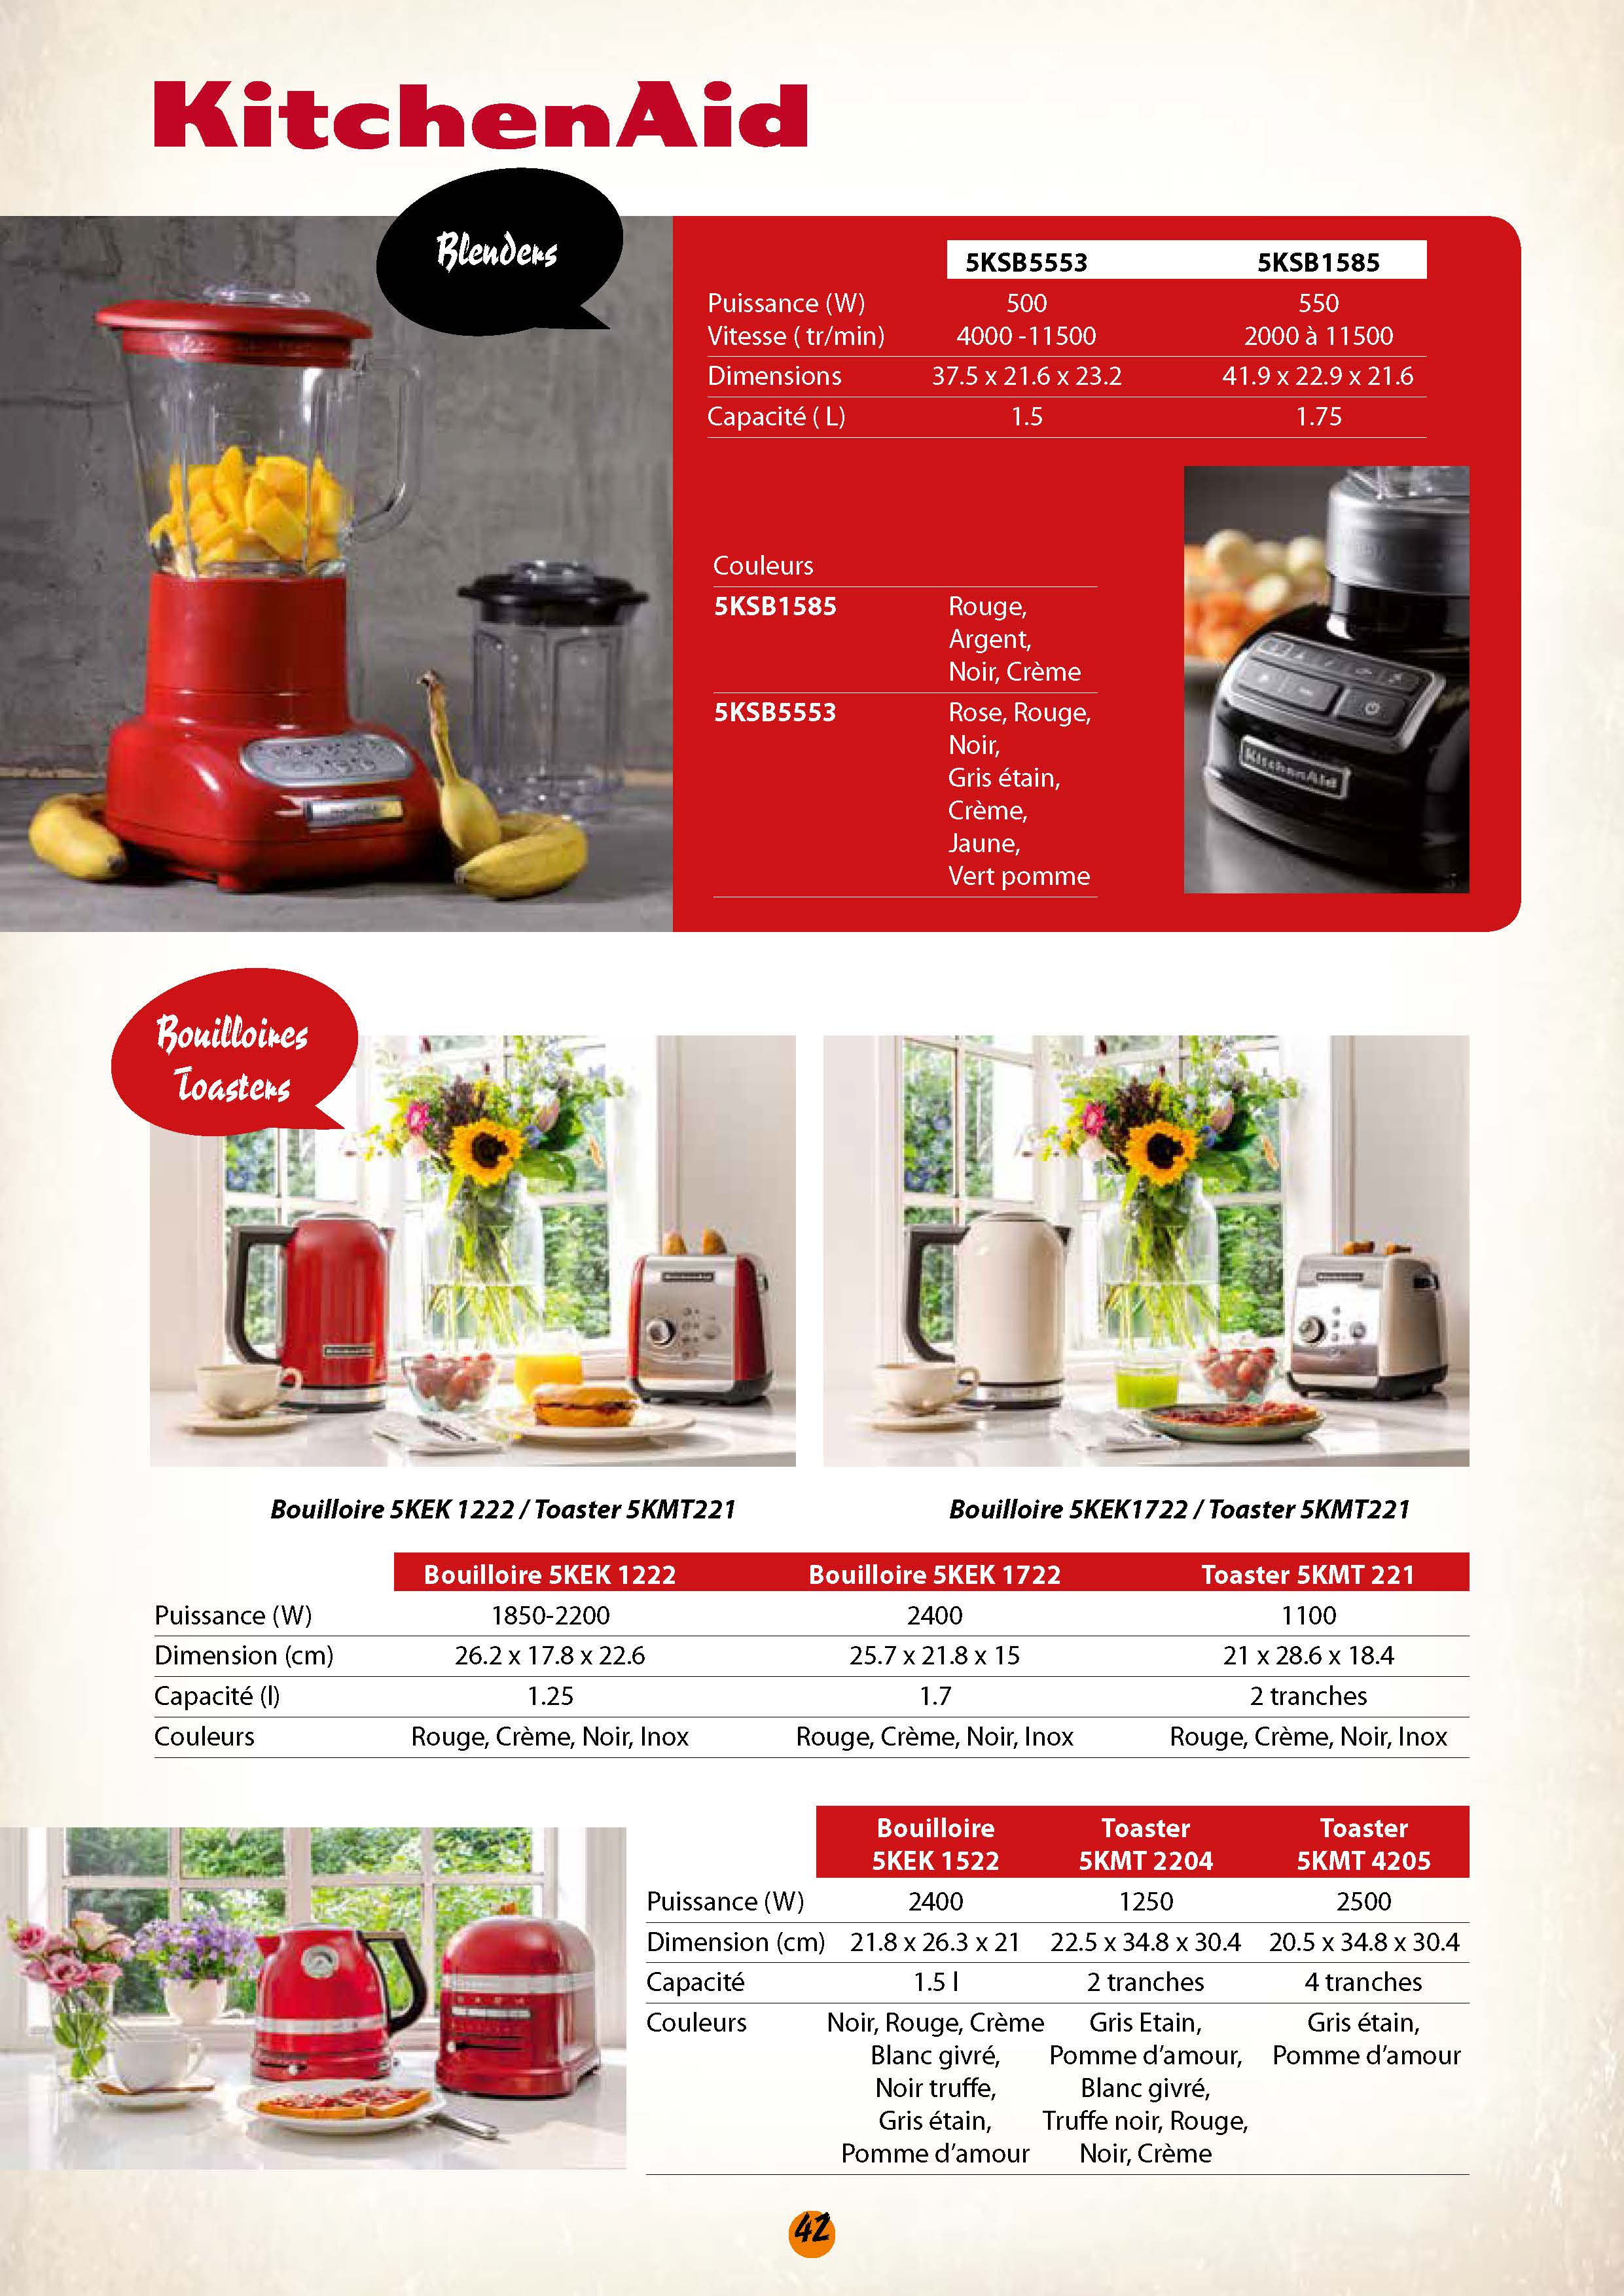 KitchenAid
Blenders
5KSB5553 5KSB1585
Puissance (W) 500 550
Vitesse ( tr/min) 4000 -11500 2000 à 11500
Dimensions 37.5 x 21.6 x 23.2 41.9 x 22.9 x 21.6
Capacité ( L) 1.5 1.75
Couleurs
5KSB1585 Rouge,
Argent,
Noir, Crème
5KSB5553 Rose, Rouge,
Noir,
Gris étain,
Crème,
Jaune,
Vert pomme
KitchenAid
Bouilloires
Toasters
Bouilloire 5KEK 1222 / Toaster 5KMT221
Bouilloire 5KEK1722 / Toaster 5KMT221
Bouilloire 5KEK 1222 Bouilloire 5KEK 1722 Toaster 5KMT 221
Puissance (W) 1850-2200 2400 1100
Dimension (cm) 26.2 x 17.8 x 22.6 25.7 x 21.8 x 15 21 x 28.6 x 18.4
Capacité (l) 1.25 1.7 2 tranches
Couleurs Rouge, Crème, Noir, Inox Rouge, Crème, Noir, Inox Rouge, Crème, Noir, Inox
Bouilloire Toaster Toaster
5KEK 1522 5KMT 2204 5KMT 4205
Puissance (W) 2400 1250 2500
Dimension (cm) 21.8 x 26.3 x 21 22.5 x 34.8 x 30.4 20.5 x 34.8 x 30.4
Capacité 1.5 l 2 tranches 4 tranches
Couleurs Noir, Rouge, Crème Gris Etain, Gris étain,
Blanc givré, Pomme d’amour, Pomme d’amour
Noir truffe, Blanc givré,
Gris étain, Truffe noir, Rouge,
Pomme d’amour Noir, Crème
42